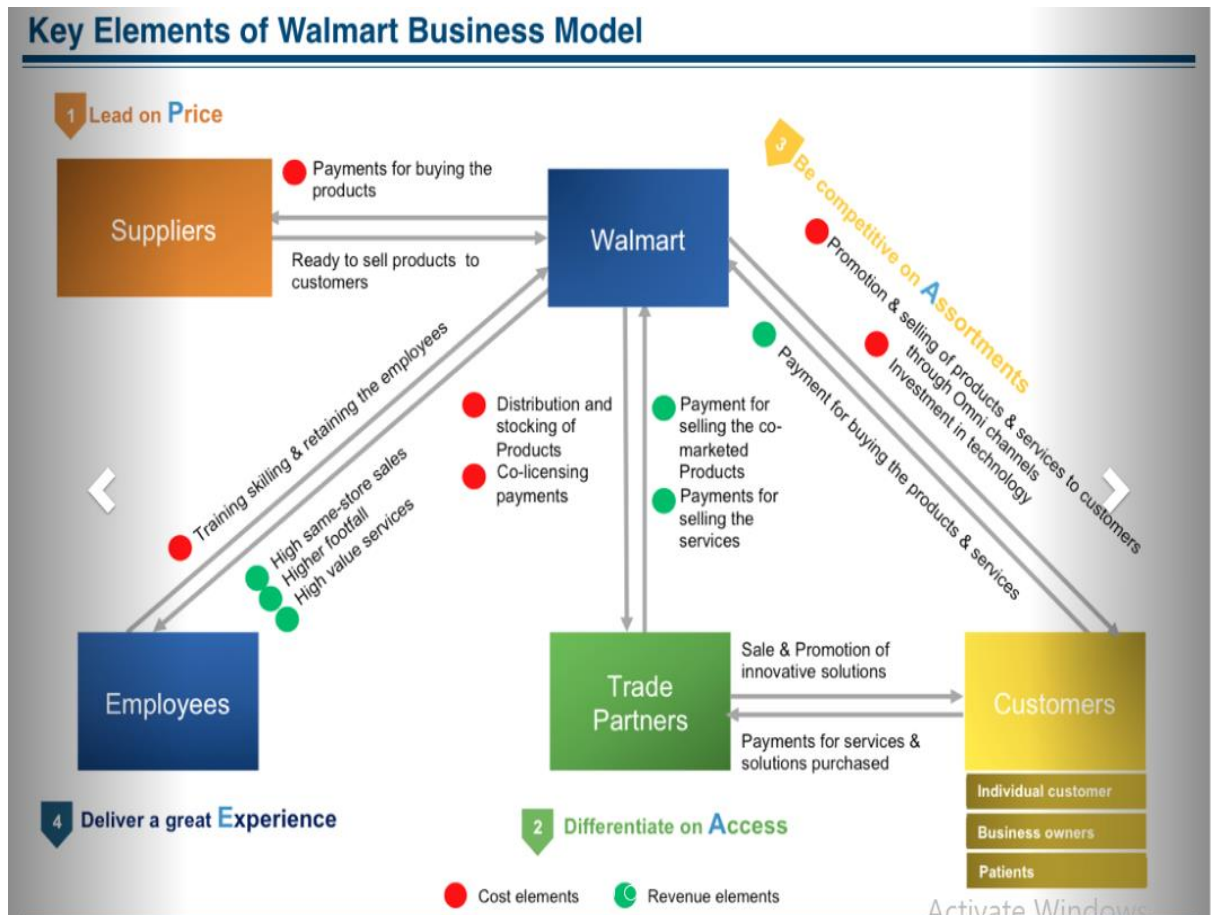 Key Elements of Walmart Business Model
1 Lead on Price
Suppliers
Payments for buying the
products
Ready to sell products to
customers
Walmart
3 Be competitive on Assortments
Promotion & selling of products & services to customers
through Omni channels
Investment in technology
Payment for buying the products & services
Training skilling & retaining the employees
High same-store sales
Higher footfall
High value services
Distribution and
stocking of
Products
Co-licensing
payments
Payment for
selling the co-
marketed
Products
Payments for
selling the
services
Employees
Trade
Partners
Sale & Promotion of
innovative solutions
Payments for services &
solutions purchased
Customers
Individual customer
Business owners
Patients
4 Deliver a great Experience
2 Differentiate on Access
Cost elements
Revenue elements
Activate Windows